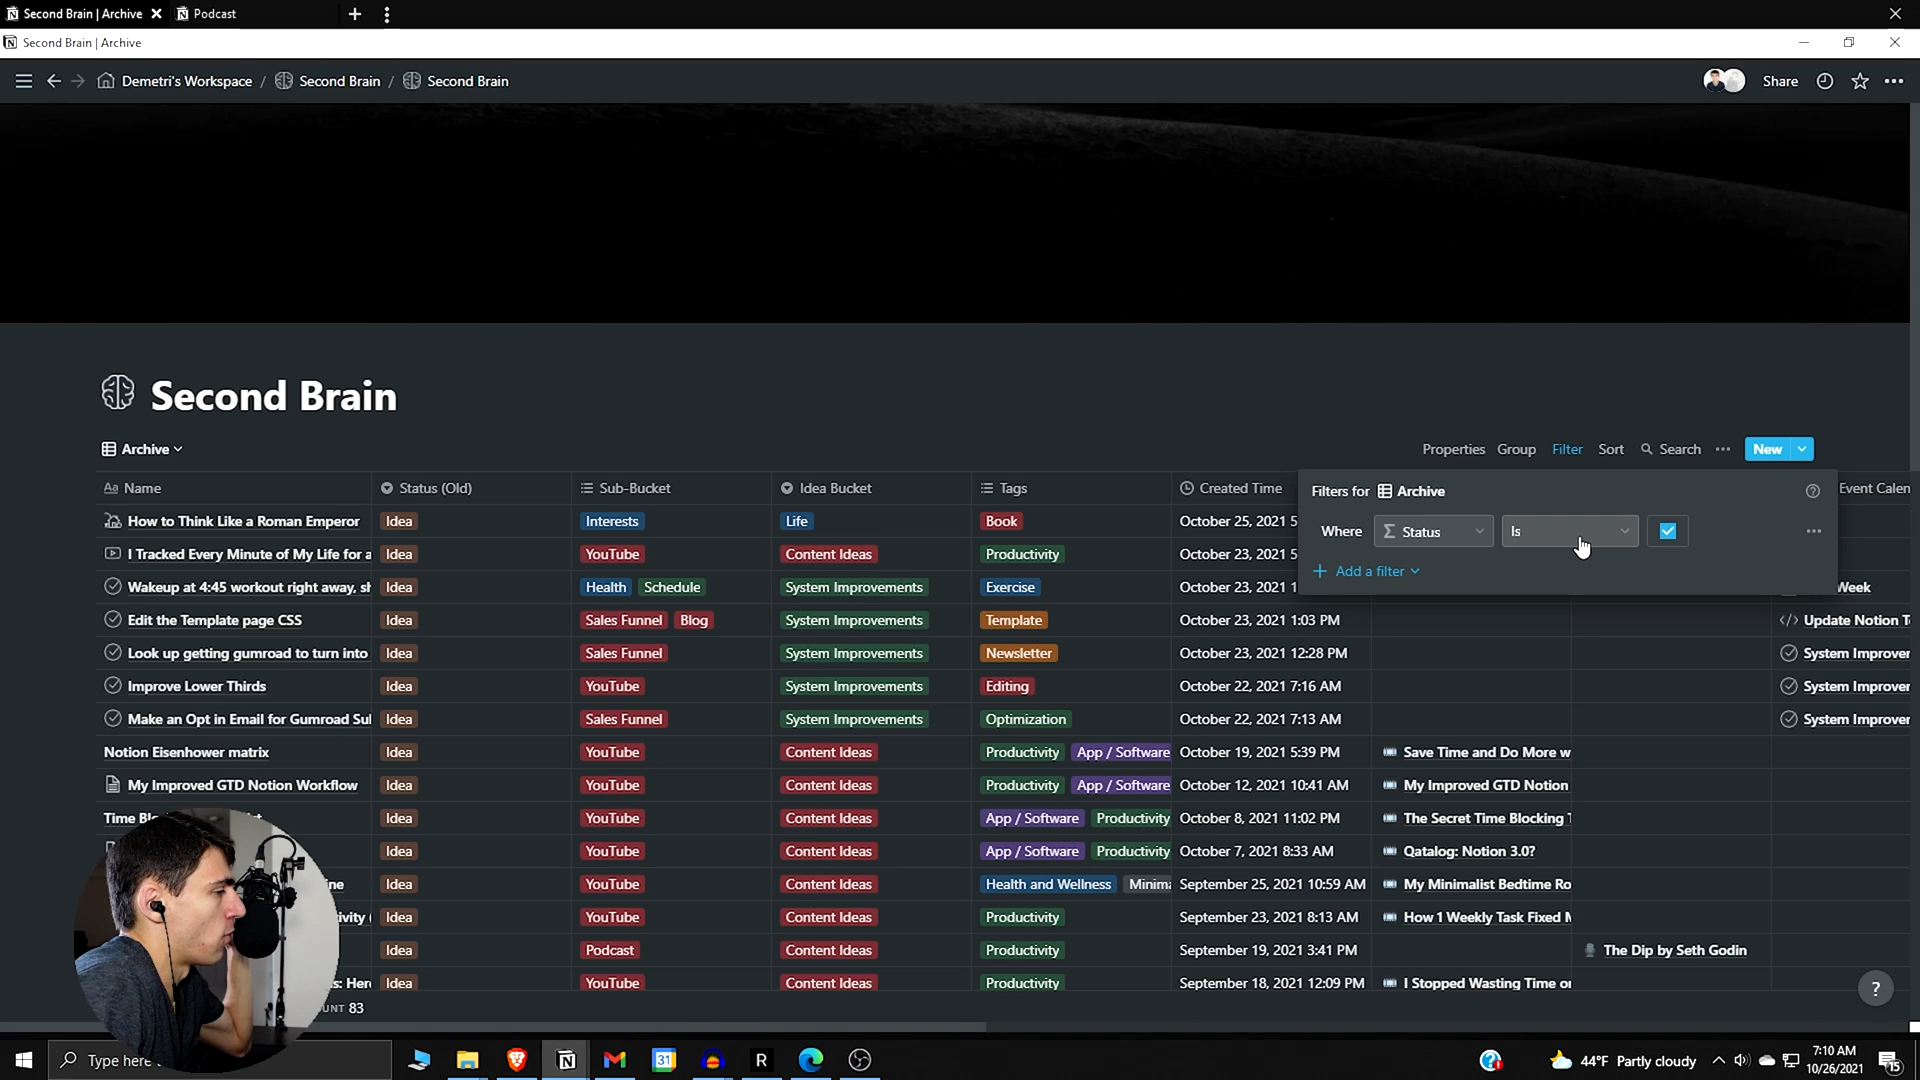 Second Brain | Archive
Podcast
Second Brain | Archive
Demetri's Workspace / Second Brain / Second Brain
Share
Second Brain
Archive
Properties Group Filter Sort Search New
Aa Name Status (Old) Sub-Bucket Idea Bucket Tags Created Time Event Calen
Filters for Archive
Where Status Is
+ Add a filter
How to Think Like a Roman Emperor Idea Interests Life Book October 25, 2021 5
I Tracked Every Minute of My Life for a Idea YouTube Content Ideas Productivity October 23, 2021 5
Wakeup at 4:45 workout right away, sh Idea Health Schedule System Improvements Exercise October 23, 2021 1 Week
Edit the Template page CSS Idea Sales Funnel Blog System Improvements Template October 23, 2021 1:03 PM </> Update Notion T
Look up getting gumroad to turn into Idea Sales Funnel System Improvements Newsletter October 23, 2021 12:28 PM System Improver
Improve Lower Thirds Idea YouTube System Improvements Editing October 22, 2021 7:16 AM System Improver
Make an Opt in Email for Gumroad Sul Idea Sales Funnel System Improvements Optimization October 22, 2021 7:13 AM System Improver
Notion Eisenhower matrix Idea YouTube Content Ideas Productivity App / Software October 19, 2021 5:39 PM Save Time and Do More w
My Improved GTD Notion Workflow Idea YouTube Content Ideas Productivity App / Software October 12, 2021 10:41 AM My Improved GTD Notion
Time Idea YouTube Content Ideas App / Software Productivity October 8, 2021 11:02 PM The Secret Time Blocking T
Idea YouTube Content Ideas App / Software Productivity October 7, 2021 8:33 AM Qatalog: Notion 3.0?
ine Idea YouTube Content Ideas Health and Wellness Minima September 25, 2021 10:59 AM My Minimalist Bedtime Ro
ivity ( Idea YouTube Content Ideas Productivity September 23, 2021 8:13 AM How 1 Weekly Task Fixed M
Idea Podcast Content Ideas Productivity September 19, 2021 3:41 PM The Dip by Seth Godin
s: Here Idea YouTube Content Ideas Productivity September 18, 2021 12:09 PM I Stopped Wasting Time or
UNT 83
?
Type here
31
R
44°F Partly cloudy
7:10 AM
10/26/2021
15